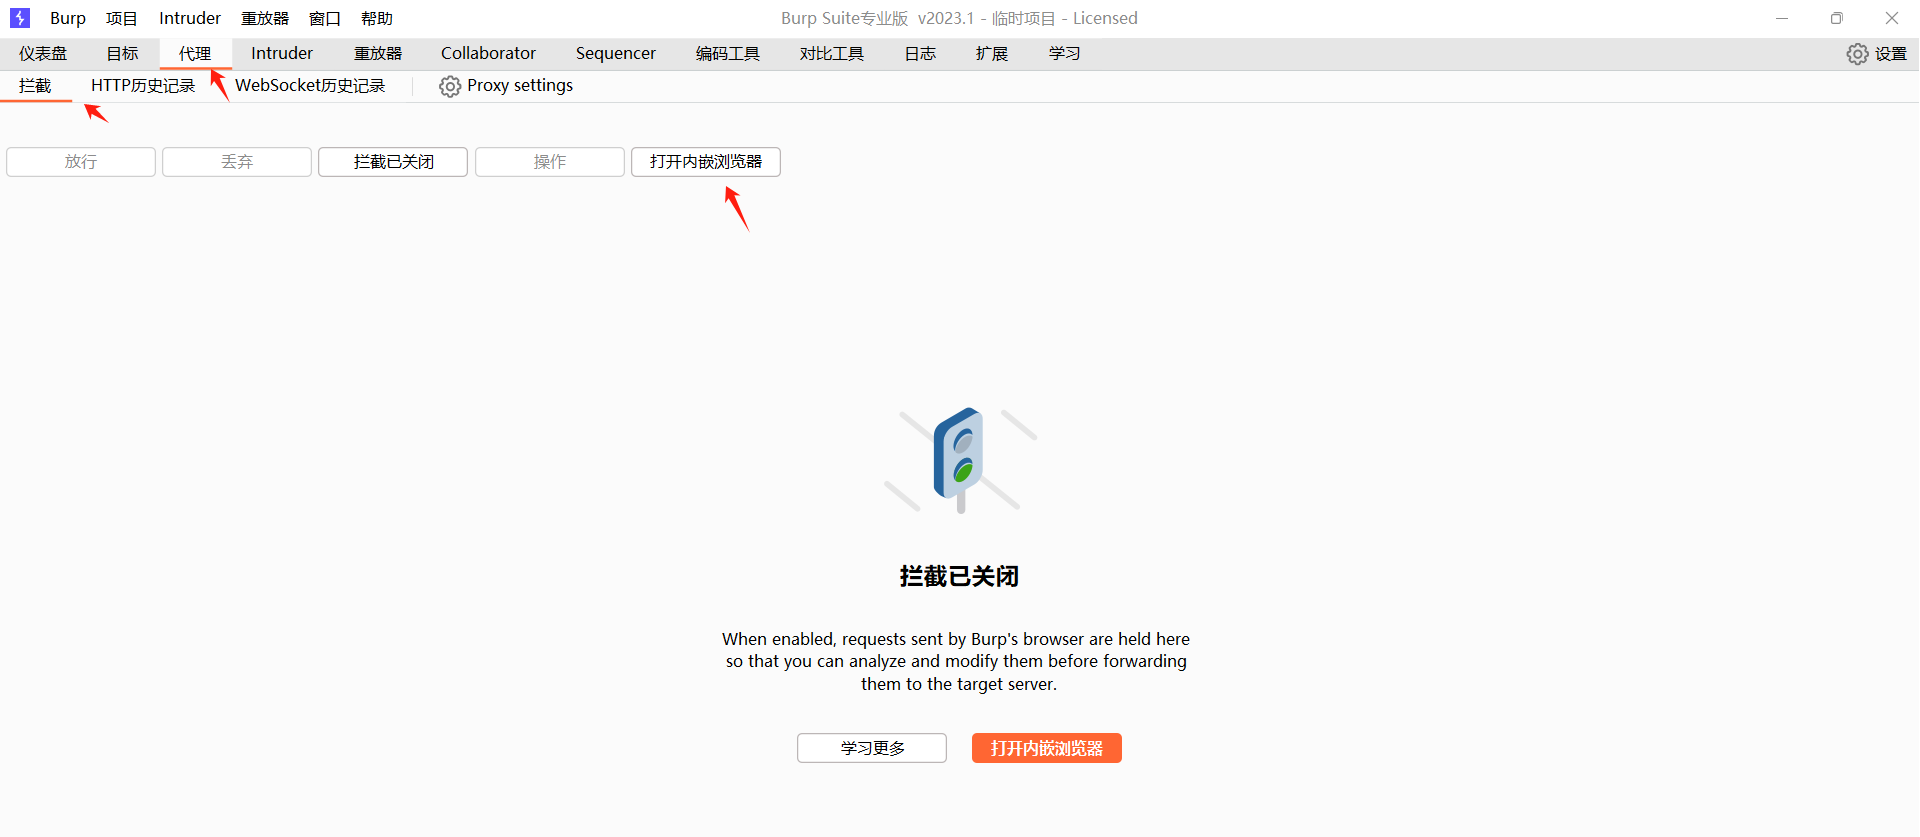 Burp 项目 Intruder 重放器 窗口 帮助 Burp Suite专业版 v2023.1 - 临时项目 - Licensed
仪表盘 目标 代理 Intruder 重放器 Collaborator Sequencer 编码工具 对比工具 日志 扩展 学习 设置
拦截 HTTP历史记录 WebSocket历史记录 Proxy settings
放行 丢弃 拦截已关闭 操作 打开内嵌浏览器
拦截已关闭
When enabled, requests sent by Burp's browser are held here
so that you can analyze and modify them before forwarding
them to the target server.
学习更多 打开内嵌浏览器